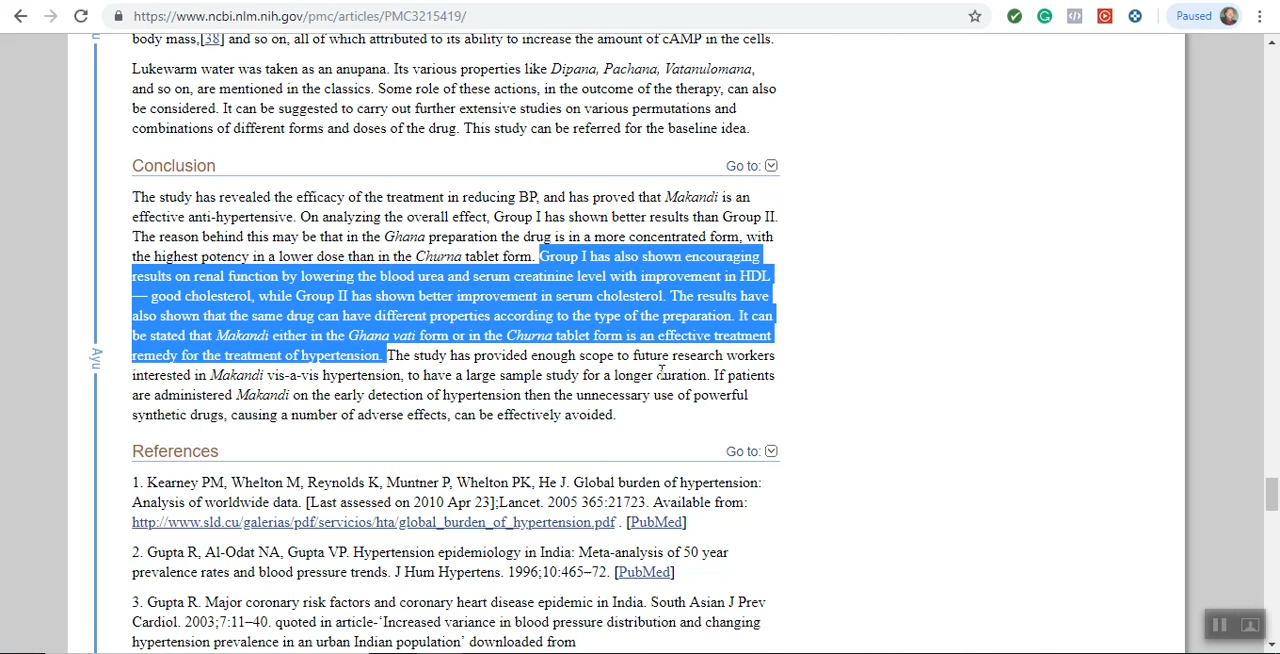 https://www.ncbi.nlm.nih.gov/pmc/articles/PMC3215419/
Paused
body mass,[38] and so on, all of which attributed to its ability to increase the amount of cAMP in the cells.
Lukewarm water was taken as an anupana. Its various properties like Dipana, Pachana, Vatanulomana,
and so on, are mentioned in the classics. Some role of these actions, in the outcome of the therapy, can also
be considered. It can be suggested to carry out further extensive studies on various permutations and
combinations of different forms and doses of the drug. This study can be referred for the baseline idea.
Conclusion
Go to:
The study has revealed the efficacy of the treatment in reducing BP, and has proved that Makandi is an
effective anti-hypertensive. On analyzing the overall effect, Group I has shown better results than Group II.
The reason behind this may be that in the Ghana preparation the drug is in a more concentrated form, with
the highest potency in a lower dose than in the Churna tablet form. Group I has also shown encouraging
results on renal function by lowering the blood urea and serum creatinine level with improvement in HDL
— good cholesterol, while Group II has shown better improvement in serum cholesterol. The results have
also shown that the same drug can have different properties according to the type of the preparation. It can
be stated that Makandi either in the Ghana vati form or in the Churna tablet form is an effective treatment
remedy for the treatment of hypertension. The study has provided enough scope to future research workers
interested in Makandi vis-a-vis hypertension, to have a large sample study for a longer duration. If patients
are administered Makandi on the early detection of hypertension then the unnecessary use of powerful
synthetic drugs, causing a number of adverse effects, can be effectively avoided.
Ayu
References
Go to:
1. Kearney PM, Whelton M, Reynolds K, Muntner P, Whelton PK, He J. Global burden of hypertension:
Analysis of worldwide data. [Last assessed on 2010 Apr 23];Lancet. 2005 365:21723. Available from:
http://www.sld.cu/galerias/pdf/servicios/hta/global_burden_of_hypertension.pdf . [PubMed]
2. Gupta R, Al-Odat NA, Gupta VP. Hypertension epidemiology in India: Meta-analysis of 50 year
prevalence rates and blood pressure trends. J Hum Hypertens. 1996;10:465–72. [PubMed]
3. Gupta R. Major coronary risk factors and coronary heart disease epidemic in India. South Asian J Prev
Cardiol. 2003;7:11–40. quoted in article-‘Increased variance in blood pressure distribution and changing
hypertension prevalence in an urban Indian population’ downloaded from